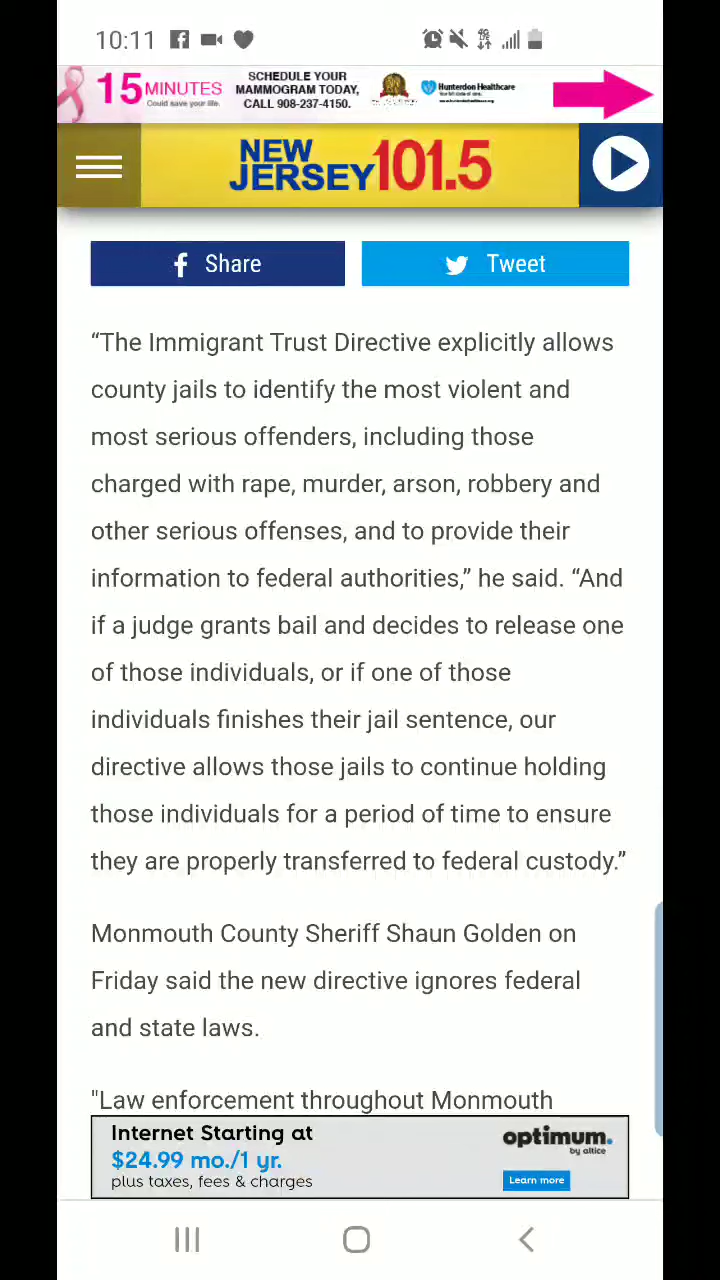 10:11
15 MINUTES
Could save your life.
SCHEDULE YOUR
MAMMOGRAM TODAY,
CALL 908-237-4150.
Hunterdon Healthcare
NEW
JERSEY 101.5
Share
Tweet
“The Immigrant Trust Directive explicitly allows
county jails to identify the most violent and
most serious offenders, including those
charged with rape, murder, arson, robbery and
other serious offenses, and to provide their
information to federal authorities,” he said. “And
if a judge grants bail and decides to release one
of those individuals, or if one of those
individuals finishes their jail sentence, our
directive allows those jails to continue holding
those individuals for a period of time to ensure
they are properly transferred to federal custody.”
Monmouth County Sheriff Shaun Golden on
Friday said the new directive ignores federal
and state laws.
"Law enforcement throughout Monmouth
Internet Starting at
$24.99 mo./1 yr.
plus taxes, fees & charges
optimum.
by altice
Learn more